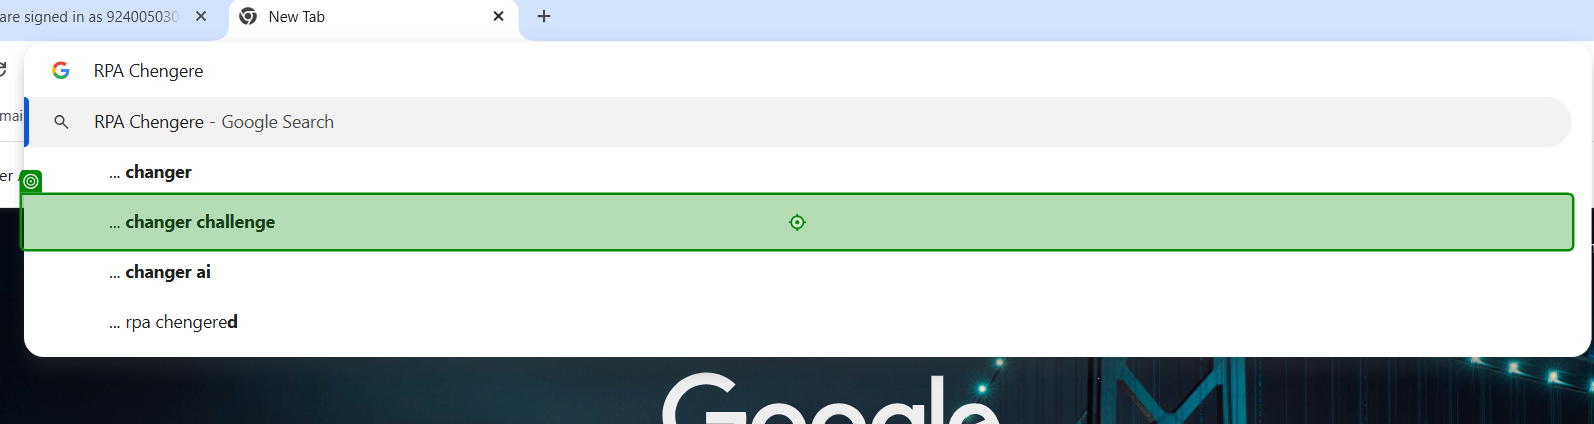 are signed in as 924005030
New Tab
RPA Chengere
mai
RPA Chengere - Google Search
... changer
er
... changer challenge
... changer ai
... rpa chengered
Google